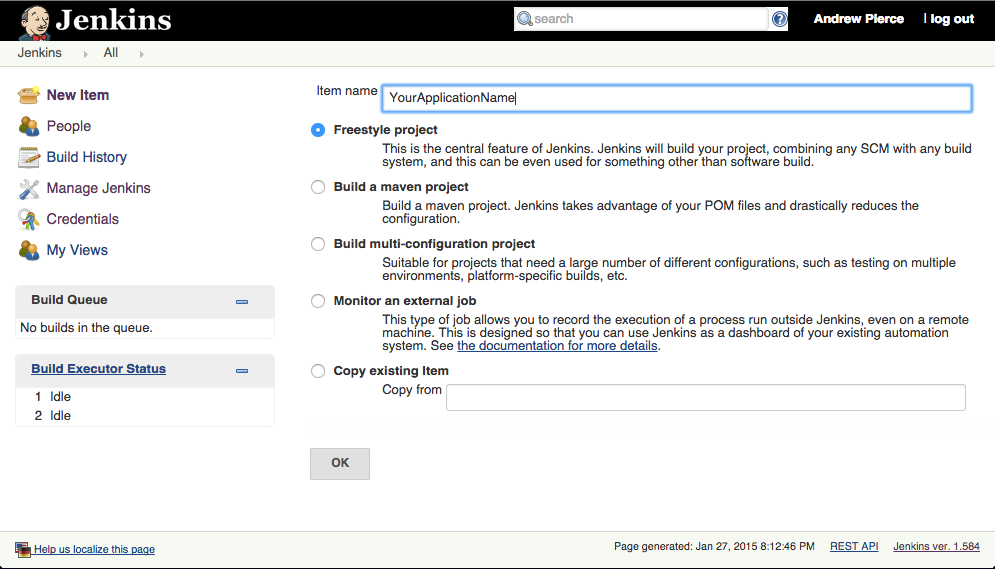 Jenkins
search
?
Andrew Pierce | log out
Jenkins
All
New Item
People
Build History
Manage Jenkins
Credentials
My Views
Build Queue
No builds in the queue.
Build Executor Status
1 Idle
2 Idle
Item name YourApplicationName
Freestyle project
This is the central feature of Jenkins. Jenkins will build your project, combining any SCM with any build
system, and this can be even used for something other than software build.
Build a maven project
Build a maven project. Jenkins takes advantage of your POM files and drastically reduces the
configuration.
Build multi-configuration project
Suitable for projects that need a large number of different configurations, such as testing on multiple
environments, platform-specific builds, etc.
Monitor an external job
This type of job allows you to record the execution of a process run outside Jenkins, even on a remote
machine. This is designed so that you can use Jenkins as a dashboard of your existing automation
system. See the documentation for more details.
Copy existing Item
Copy from
OK
Help us localize this page
Page generated: Jan 27, 2015 8:12:46 PM REST API Jenkins ver. 1.584